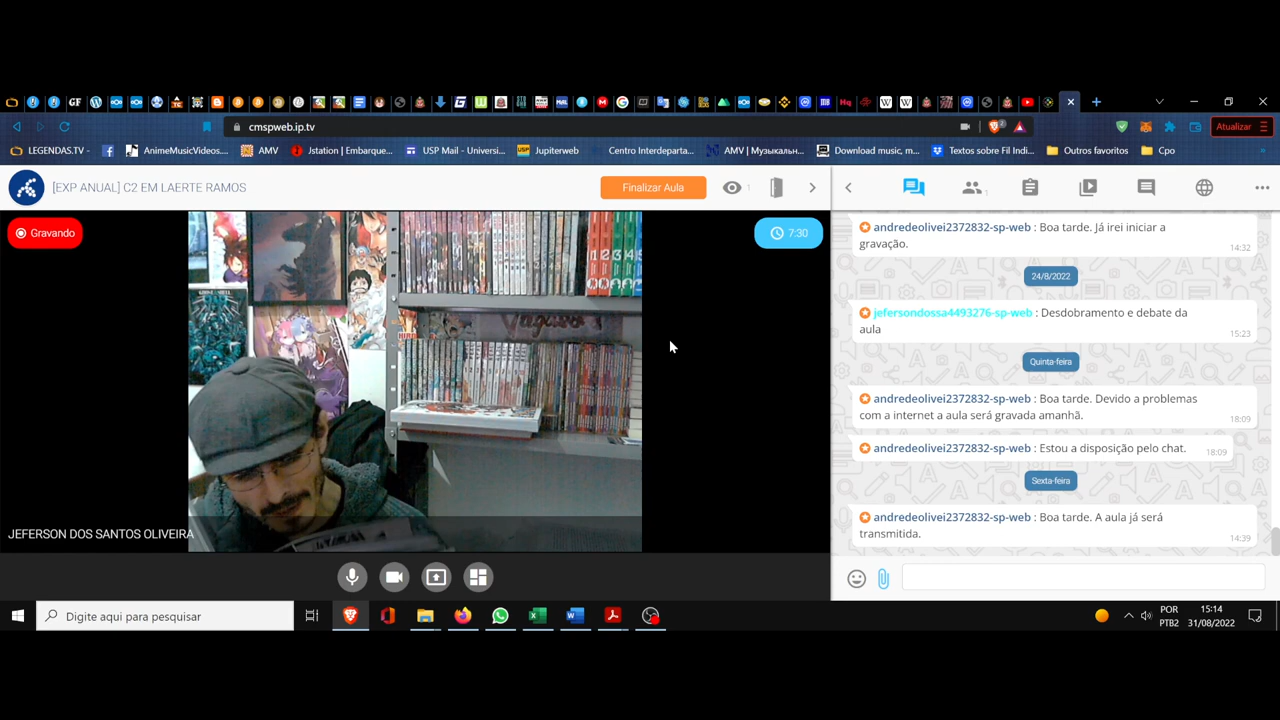 cmspweb.ip.tv
Atualizar
LEGENDAS.TV -
AnimeMusicVideos...
AMV
Jstation | Embarque...
USP Mail - Universi...
Jupiterweb
Centro Interdeparta...
AMV | Музыкальн...
Download music, m...
Textos sobre Fil Indi...
Outros favoritos
Cpo
[EXP ANUAL] C2 EM LAERTE RAMOS
Finalizar Aula
1
1
Gravando
7:30
JEFERSON DOS SANTOS OLIVEIRA
andredeolivei2372832-sp-web : Boa tarde. Já irei iniciar a
gravação.
14:32
24/8/2022
jefersondossa4493276-sp-web : Desdobramento e debate da
aula
15:23
Quinta-feira
andredeolivei2372832-sp-web : Boa tarde. Devido a problemas
com a internet a aula será gravada amanhã.
18:09
andredeolivei2372832-sp-web : Estou a disposição pelo chat.
18:09
Sexta-feira
andredeolivei2372832-sp-web : Boa tarde. A aula já será
transmitida.
14:39
Digite aqui para pesquisar
POR
PTB2
15:14
31/08/2022